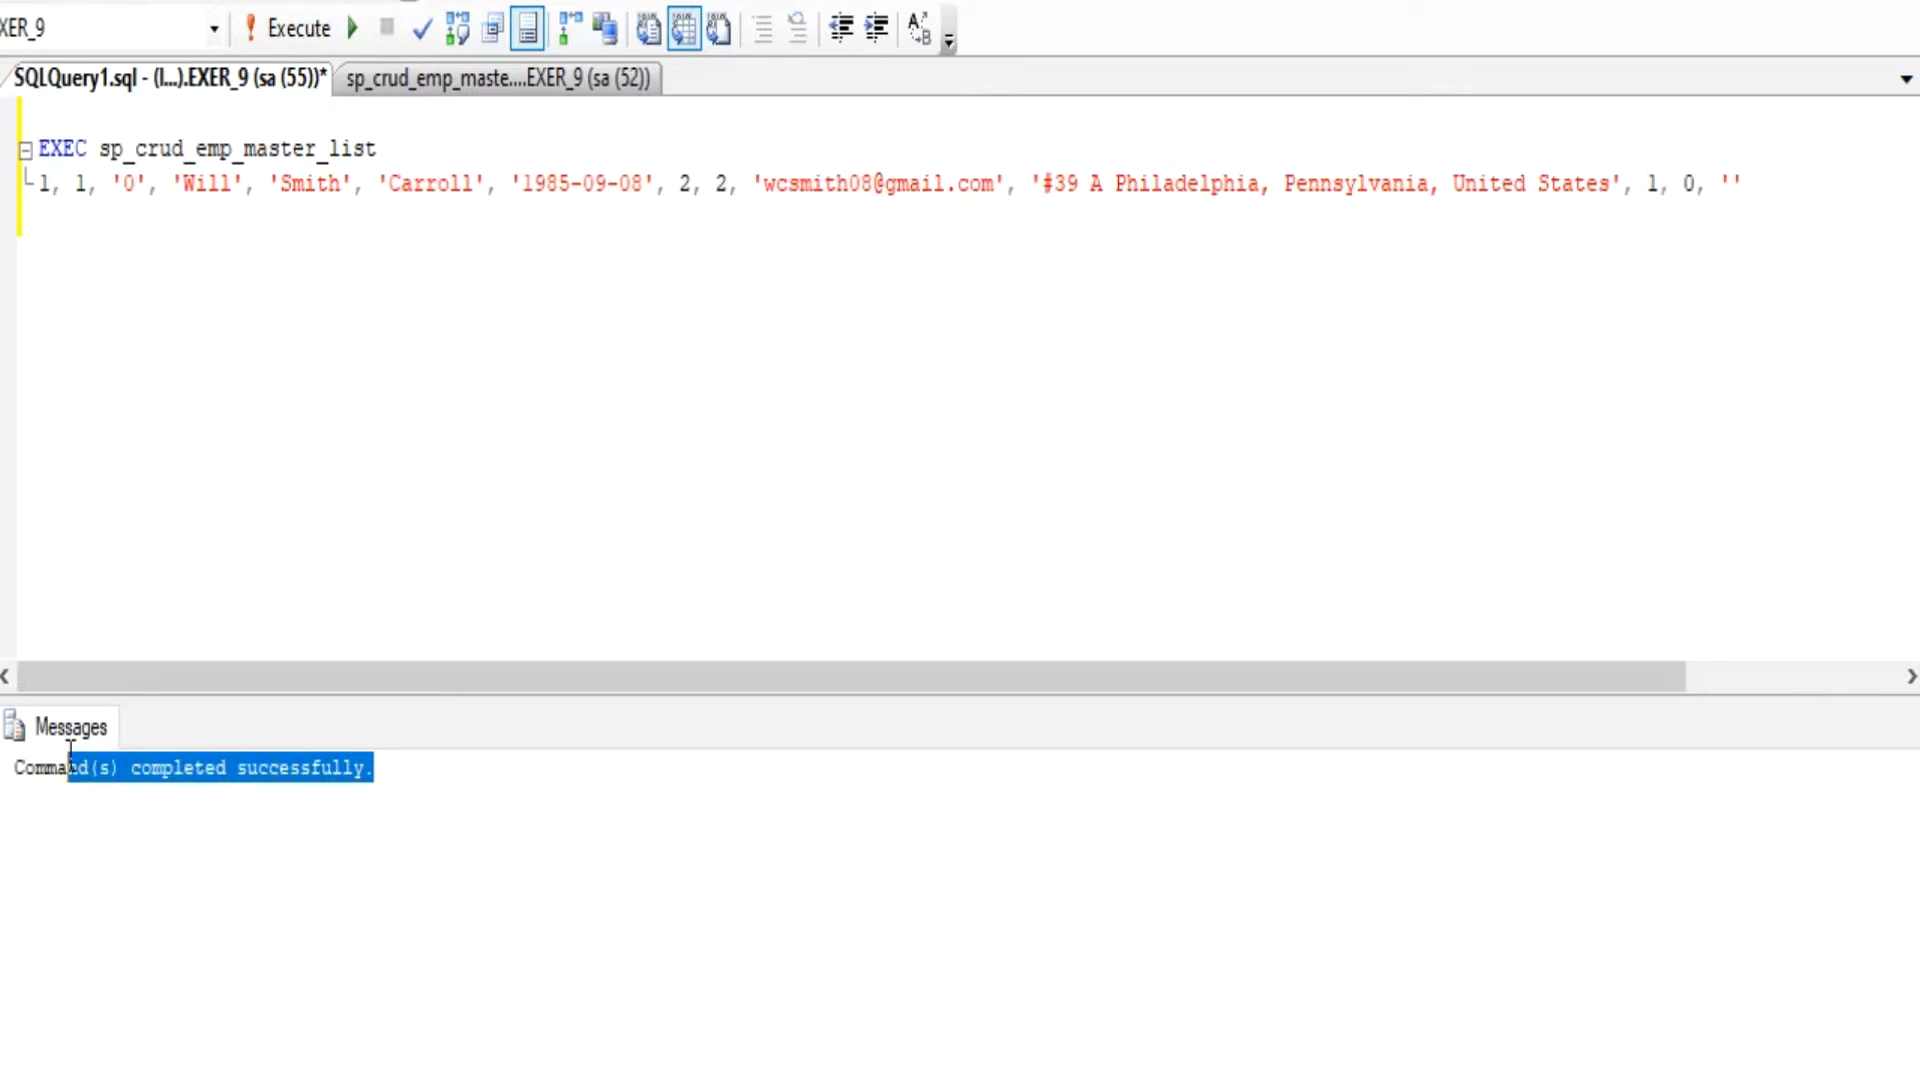 XER_9
Execute
SQLQuery1.sql - (l...).EXER_9 (sa (55))*
sp_crud_emp_maste....EXER_9 (sa (52))
EXEC sp_crud_emp_master_list
1, 1, '0', 'Will', 'Smith', 'Carroll', '1985-09-08', 2, 2, 'wcsmith08@gmail.com', '#39 A Philadelphia, Pennsylvania, United States', 1, 0, ''
Messages
Command(s) completed successfully.